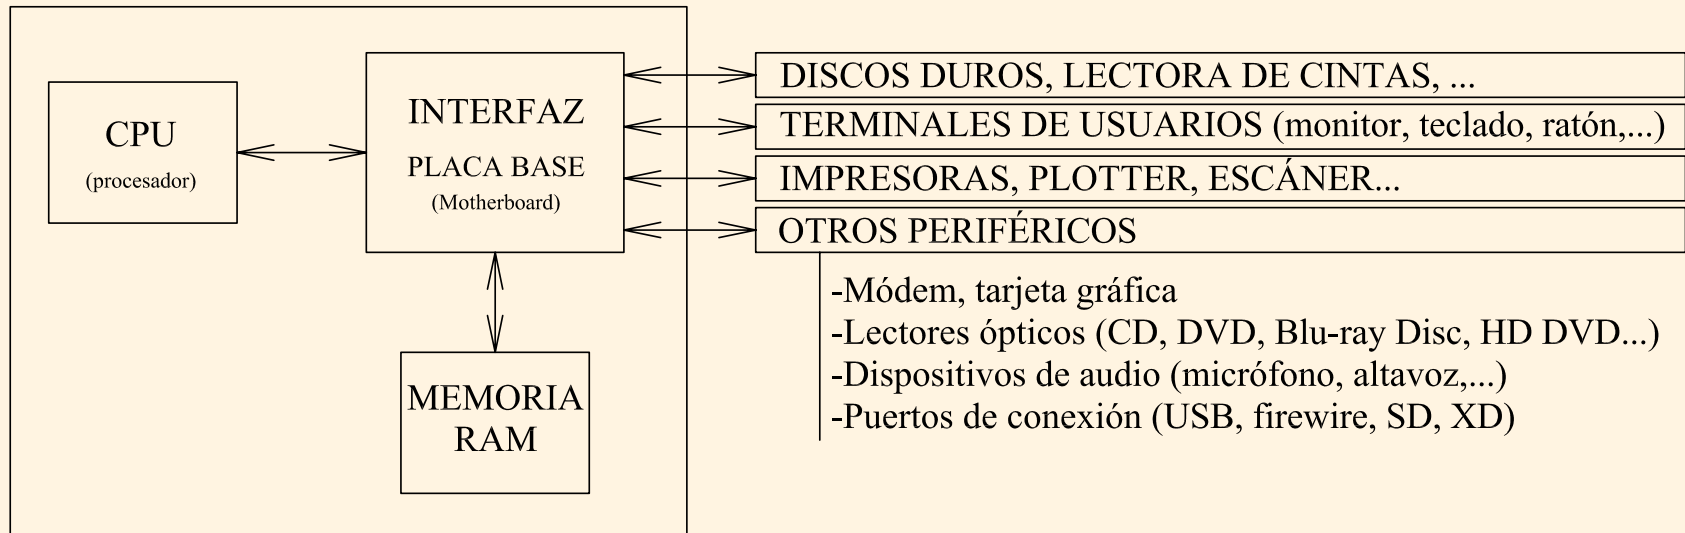 CPU
(procesador)
INTERFAZ
PLACA BASE
(Motherboard)
MEMORIA
RAM
DISCOS DUROS, LECTORA DE CINTAS, ...
TERMINALES DE USUARIOS (monitor, teclado, ratón,...)
IMPRESORAS, PLOTTER, ESCÁNER...
OTROS PERIFÉRICOS
-Módem, tarjeta gráfica
-Lectores ópticos (CD, DVD, Blu-ray Disc, HD DVD...)
-Dispositivos de audio (micrófono, altavoz,...)
-Puertos de conexión (USB, firewire, SD, XD)